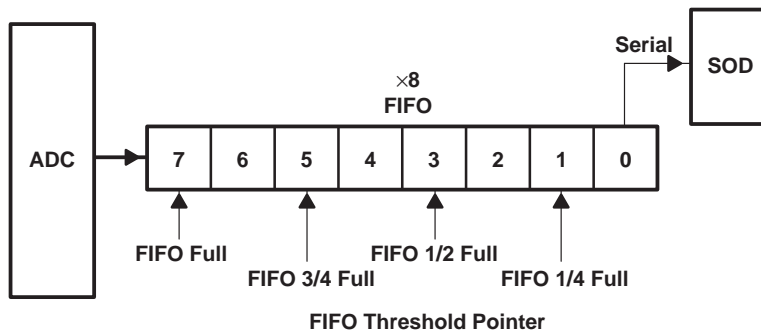 Serial
SOD
×8
FIFO
ADC
7 6 5 4 3 2 1 0
FIFO Full
FIFO 1/2 Full
FIFO 3/4 Full
FIFO 1/4 Full
FIFO Threshold Pointer